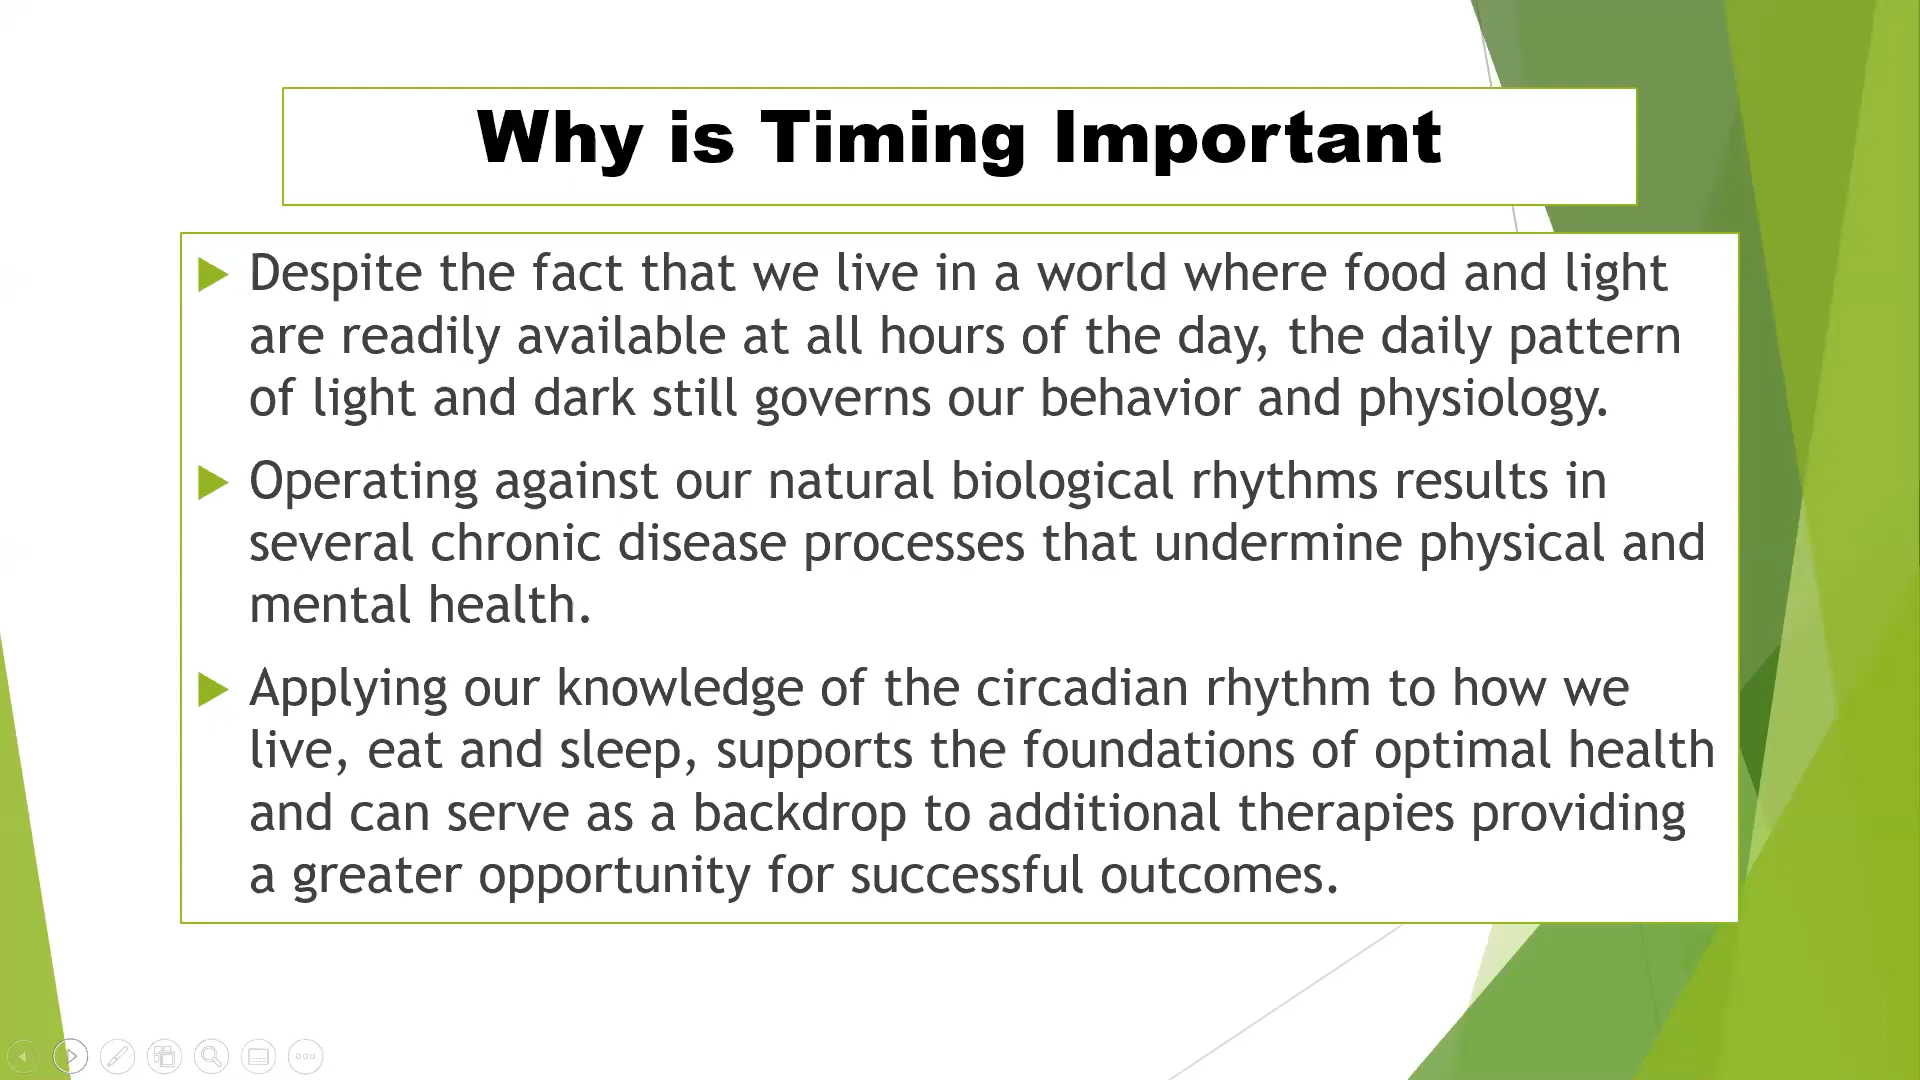 Why is Timing Important
Despite the fact that we live in a world where food and light
are readily available at all hours of the day, the daily pattern
of light and dark still governs our behavior and physiology.
Operating against our natural biological rhythms results in
several chronic disease processes that undermine physical and
mental health.
Applying our knowledge of the circadian rhythm to how we
live, eat and sleep, supports the foundations of optimal health
and can serve as a backdrop to additional therapies providing
a greater opportunity for successful outcomes.